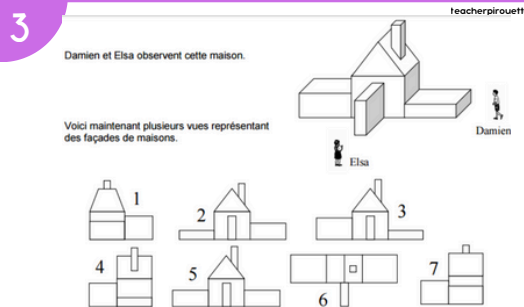 3
teacherpirouett
Damien et Elsa observent cette maison.
Voici maintenant plusieurs vues représentant
des façades de maisons.
Damien
Elsa
1
2
3
4
5
6
7